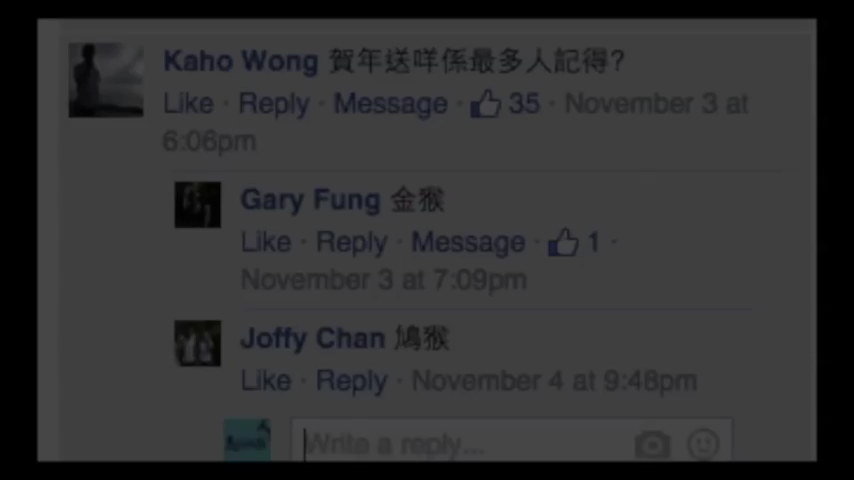 Kaho Wong 賀年送咩係最多人記得?
Like · Reply · Message · 35 · November 3 at
6:06pm
Gary Fung 金猴
Like · Reply · Message · 1 ·
November 3 at 7:09pm
Joffy Chan 鳩猴
Like · Reply · November 4 at 9:48pm
Write a reply...